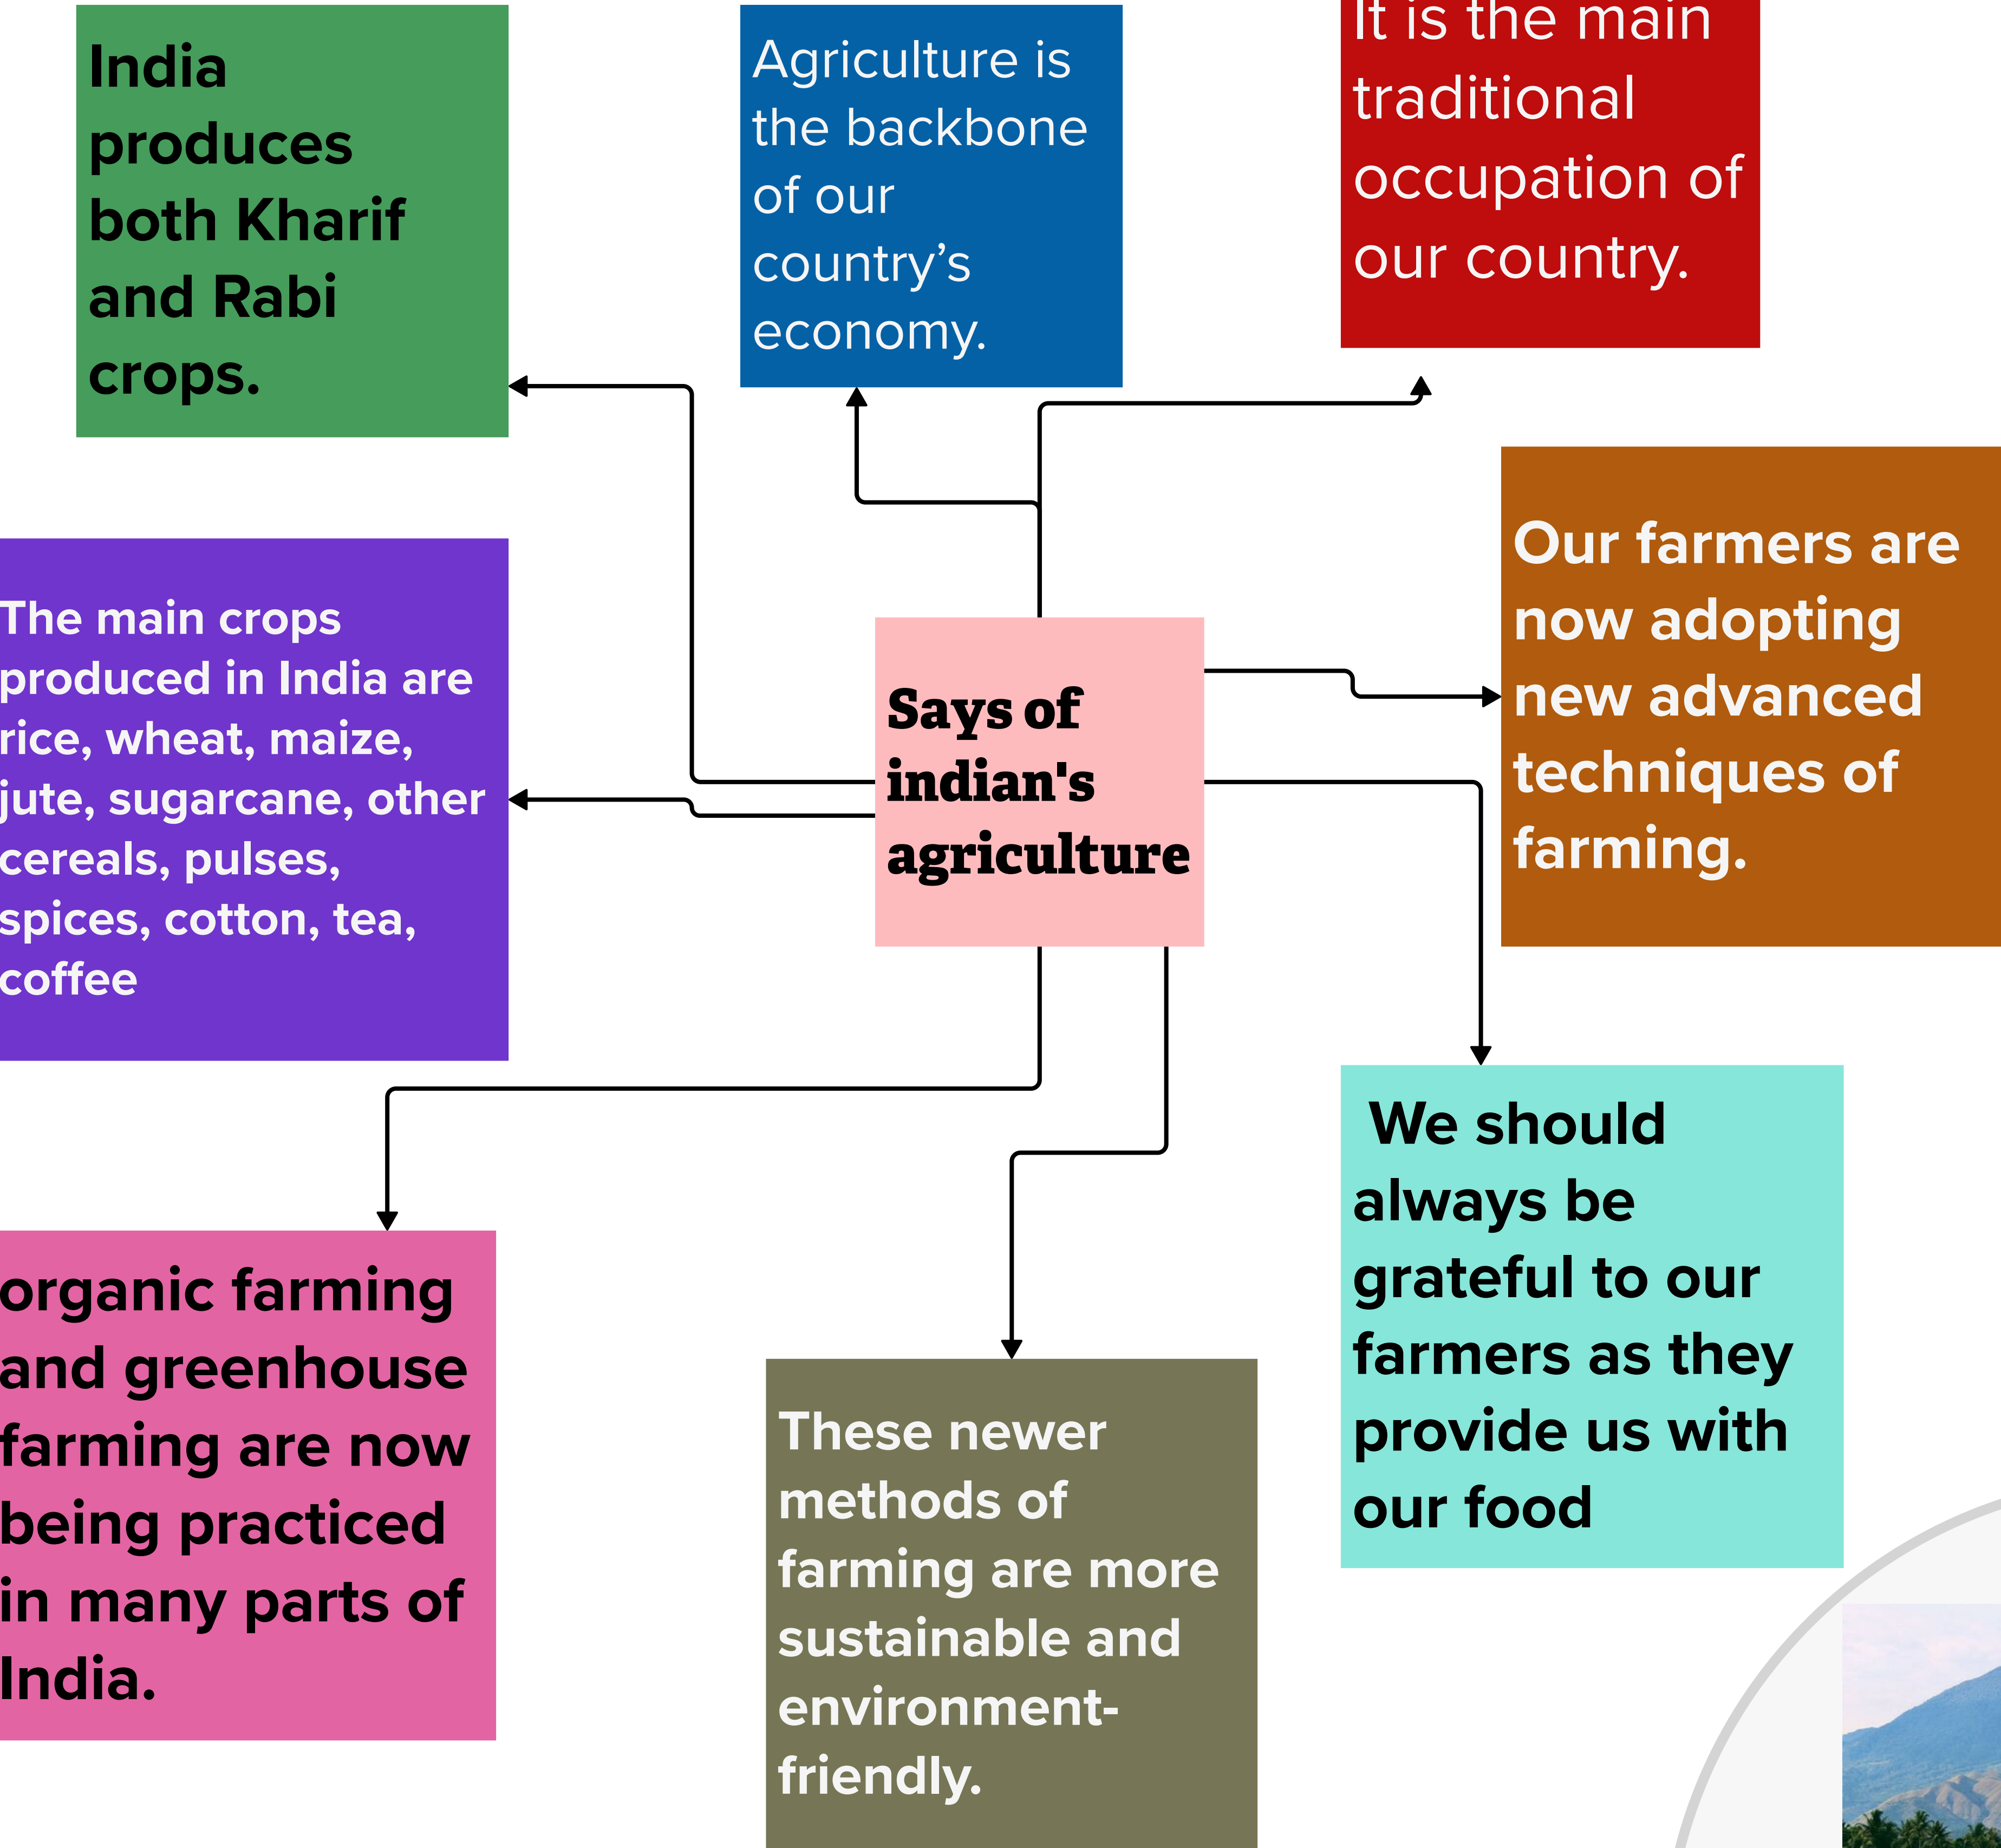 India
produces
both Kharif
and Rabi
crops.
Agriculture is
the backbone
of our
country’s
economy.
It is the main
traditional
occupation of
our country.
The main crops
produced in India are
rice, wheat, maize,
jute, sugarcane, other
cereals, pulses,
spices, cotton, tea,
coffee
Says of
indian's
agriculture
Our farmers are
now adopting
new advanced
techniques of
farming.
organic farming
and greenhouse
farming are now
being practiced
in many parts of
India.
These newer
methods of
farming are more
sustainable and
environment-
friendly.
We should
always be
grateful to our
farmers as they
provide us with
our food